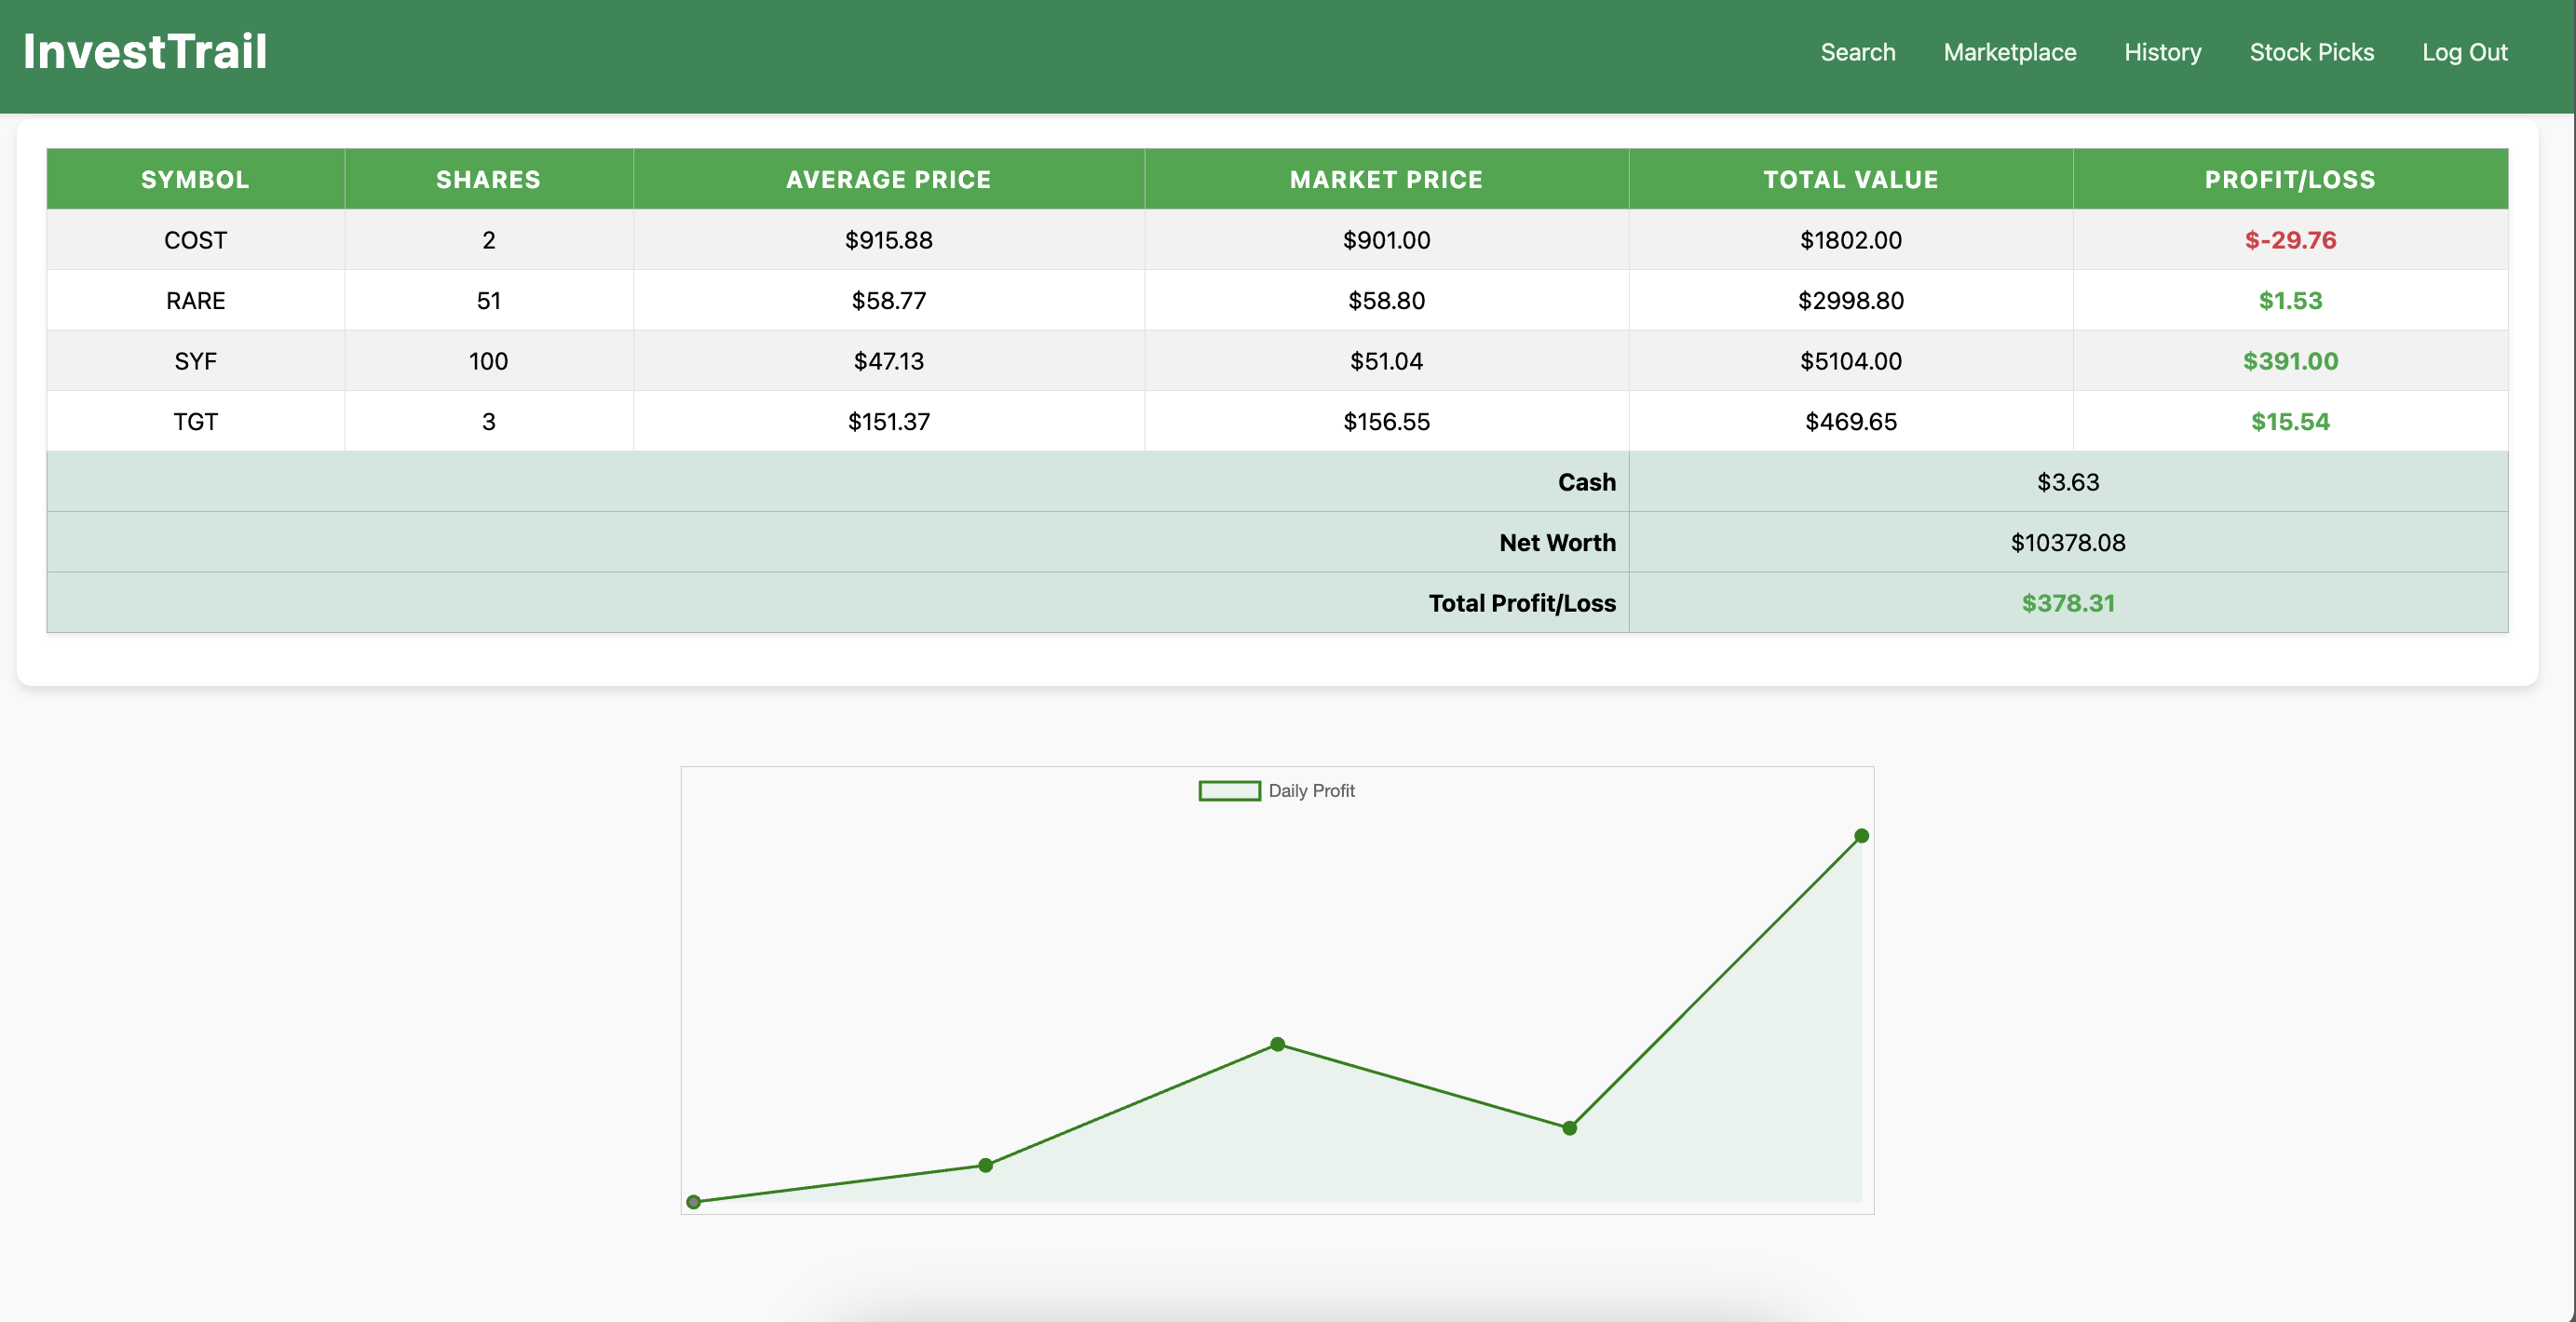 InvestTrail
Search Marketplace History Stock Picks Log Out
SYMBOL SHARES AVERAGE PRICE MARKET PRICE TOTAL VALUE PROFIT/LOSS
COST 2 $915.88 $901.00 $1802.00 $-29.76
RARE 51 $58.77 $58.80 $2998.80 $1.53
SYF 100 $47.13 $51.04 $5104.00 $391.00
TGT 3 $151.37 $156.55 $469.65 $15.54
Cash $3.63
Net Worth $10378.08
Total Profit/Loss $378.31
Daily Profit